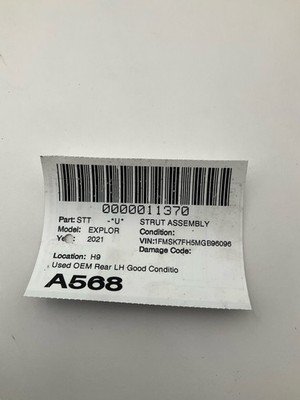 0000011370
Part: STT -"U" STRUT ASSEMBLY
Model: EXPLOR Condition:
2021 VIN:1FMSK7FH5MGB96096
Damage Code:
Location: H9
Used OEM Rear LH Good Conditio
A568